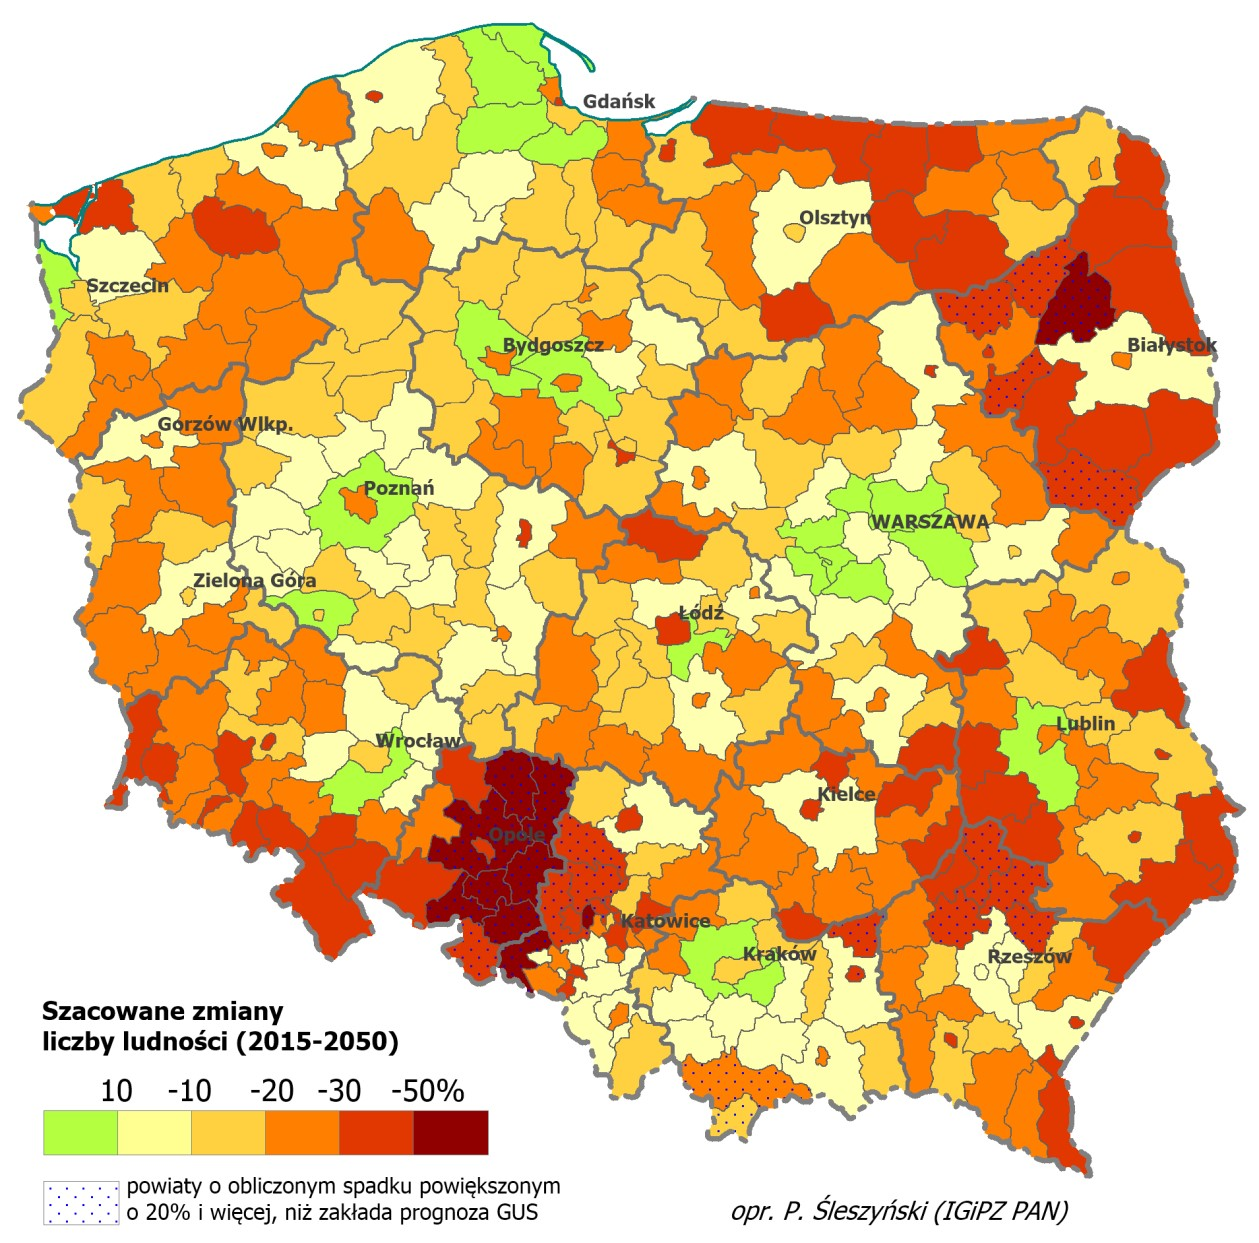 Gdańsk
Olsztyn
Szczecin
Bydgoszcz
Białystok
Gorzów Wlkp.
Poznań
WARSZAWA
Zielona Góra
Łódź
Lublin
Wrocław
Kielce
Opole
Katowice
Kraków
Rzeszów
Szacowane zmiany
liczby ludności (2015-2050)
10 -10 -20 -30 -50%
powiaty o obliczonym spadku powiększonym
o 20% i więcej, niż zakłada prognoza GUS
opr. P. Śleszyński (IGiPZ PAN)